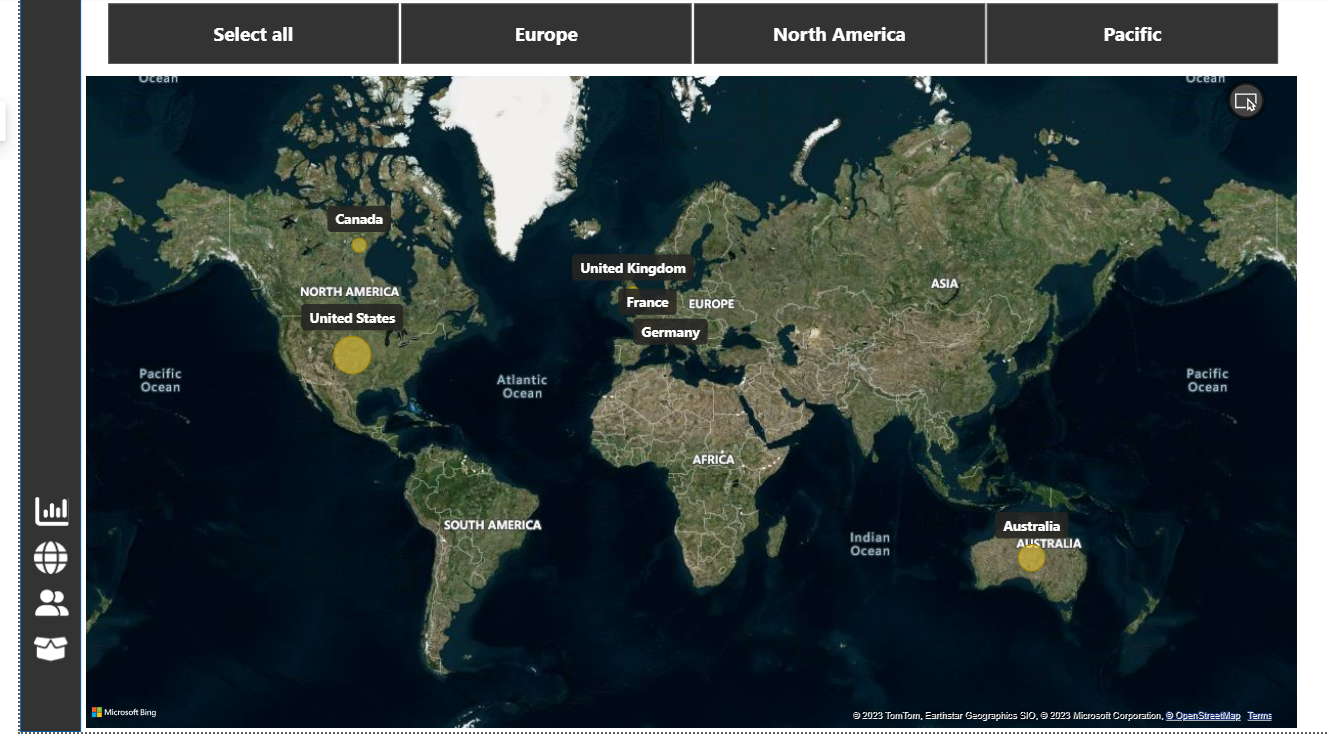 Select all
Europe
North America
Pacific
Ocean
Ocean
Canada
United Kingdom
NORTH AMERICA
France
EUROPE
ASIA
United States
Germany
Pacific
Ocean
Atlantic
Ocean
Pacific
Ocean
AFRICA
SOUTH AMERICA
Indian
Ocean
Australia
AUSTRALIA
Microsoft Bing
© 2023 TomTom, Earthstar Geographics SIO, © 2023 Microsoft Corporation, © OpenStreetMap Terms